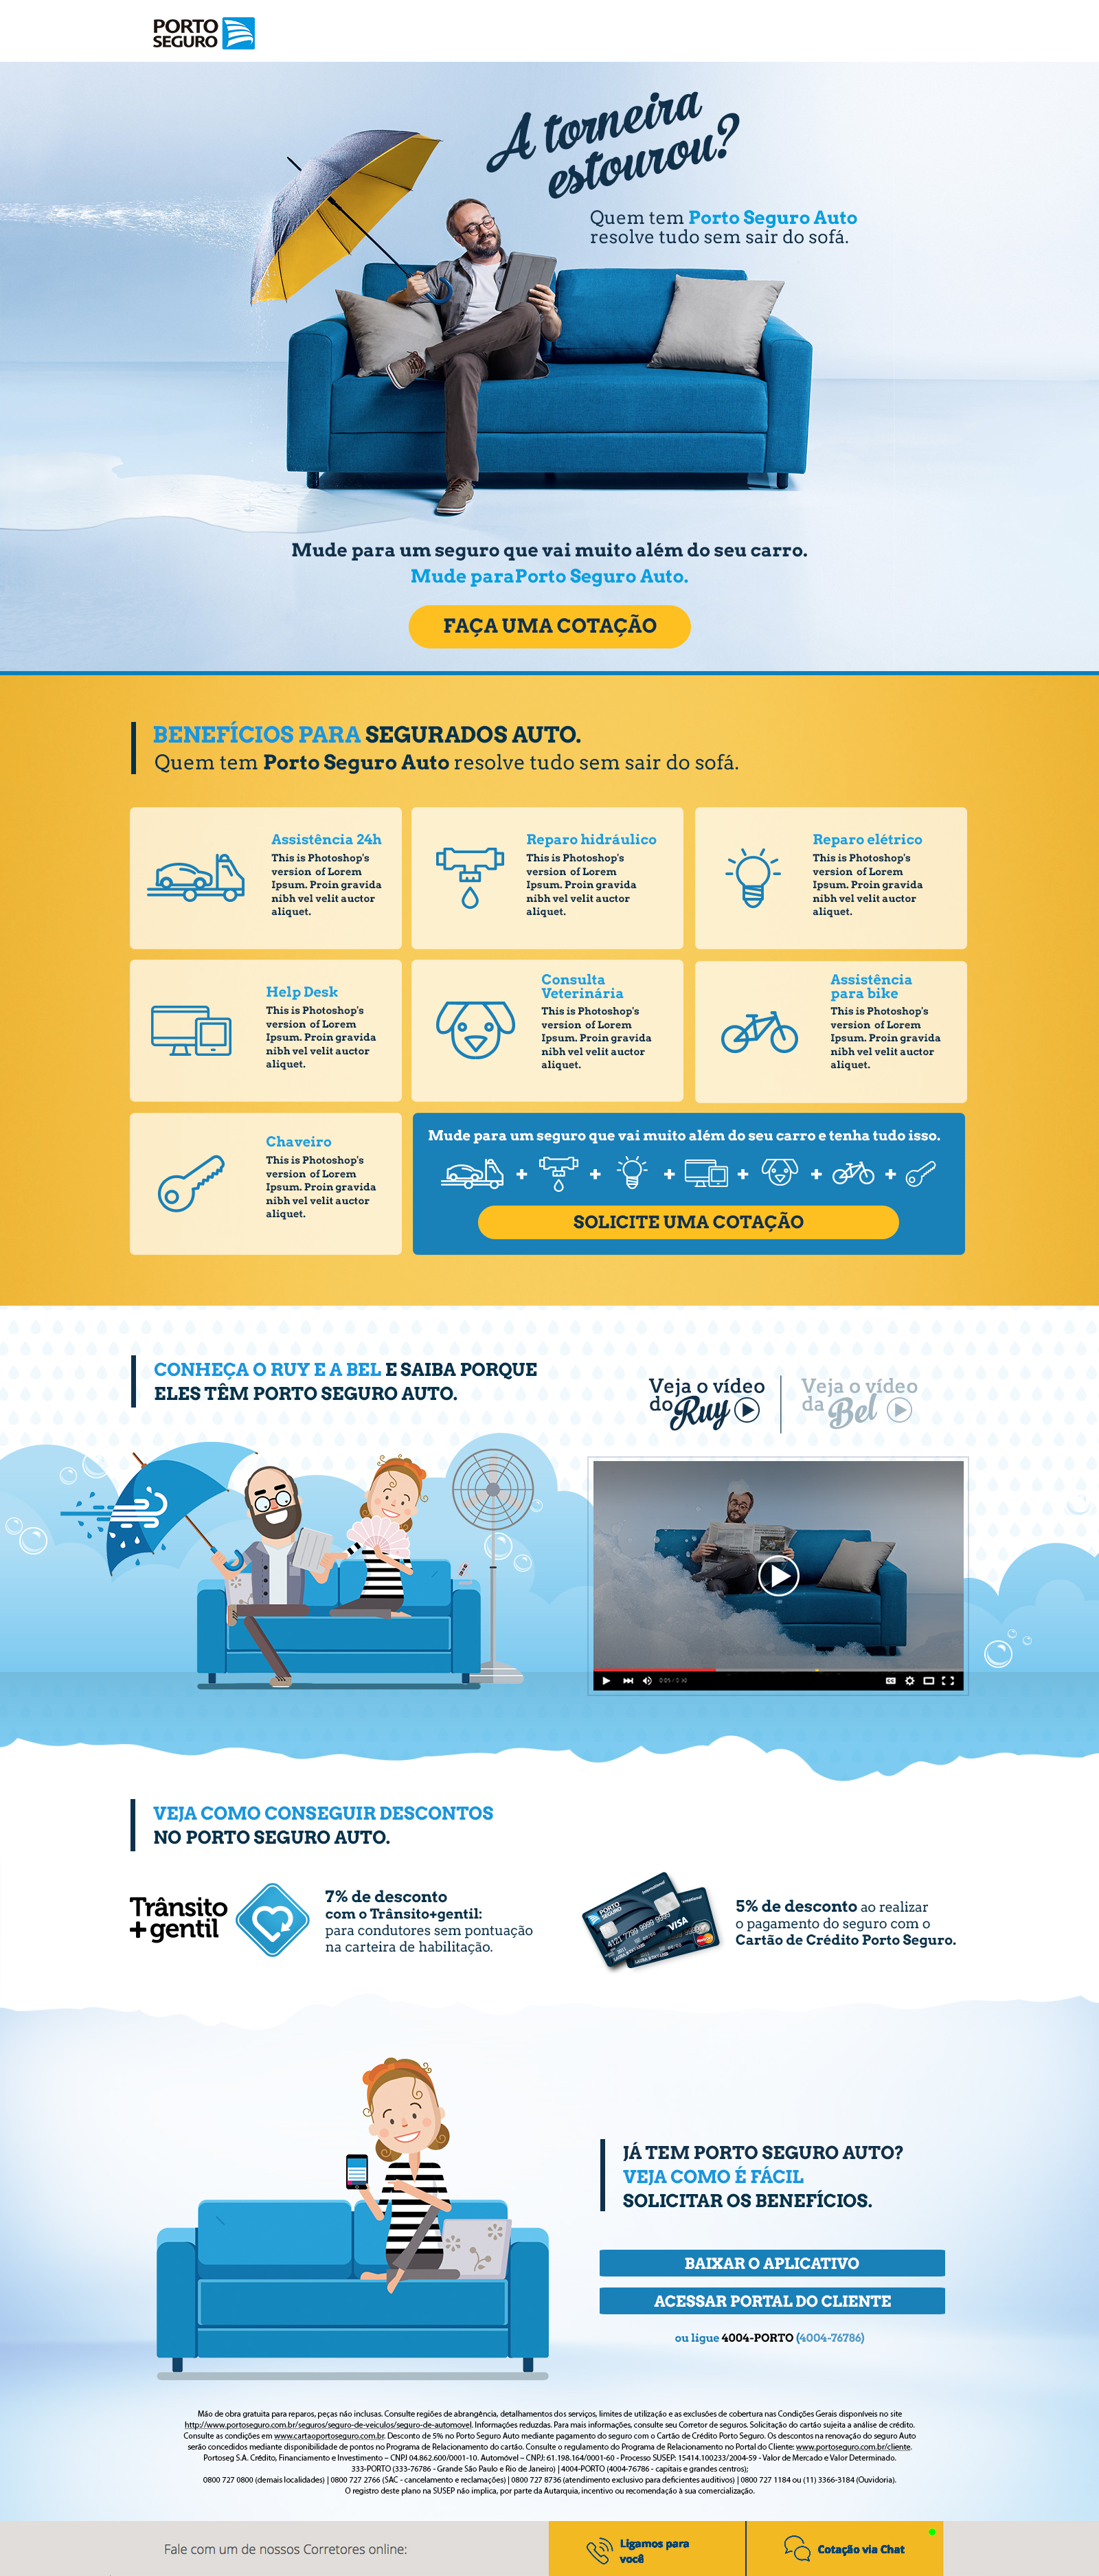 PORTO
SEGURO
A torneira
estourou?
Quem tem Porto Seguro Auto
resolve tudo sem sair do sofá.
Mude para um seguro que vai muito além do seu carro.
Mude paraPorto Seguro Auto.
FAÇA UMA COTAÇÃO
BENEFÍCIOS PARA SEGURADOS AUTO.
Quem tem Porto Seguro Auto resolve tudo sem sair do sofá.
Assistência 24h
This is Photoshop's
version of Lorem
Ipsum. Proin gravida
nibh vel velit auctor
aliquet.
Reparo hidráulico
This is Photoshop's
version of Lorem
Ipsum. Proin gravida
nibh vel velit auctor
aliquet.
Reparo elétrico
This is Photoshop's
version of Lorem
Ipsum. Proin gravida
nibh vel velit auctor
aliquet.
Help Desk
This is Photoshop's
version of Lorem
Ipsum. Proin gravida
nibh vel velit auctor
aliquet.
Consulta
Veterinária
This is Photoshop's
version of Lorem
Ipsum. Proin gravida
nibh vel velit auctor
aliquet.
Assistência
para bike
This is Photoshop's
version of Lorem
Ipsum. Proin gravida
nibh vel velit auctor
aliquet.
Chaveiro
This is Photoshop's
version of Lorem
Ipsum. Proin gravida
nibh vel velit auctor
aliquet.
Mude para um seguro que vai muito além do seu carro e tenha tudo isso.
+ + + + + +
SOLICITE UMA COTAÇÃO
CONHEÇA O RUY E A BEL E SAIBA PORQUE
ELES TÊM PORTO SEGURO AUTO.
Veja o vídeo
do Ruy
Veja o vídeo
da Bel
0:05 / 0:30
VEJA COMO CONSEGUIR DESCONTOS
NO PORTO SEGURO AUTO.
Trânsito
+gentil
7% de desconto
com o Trânsito+gentil:
para condutores sem pontuação
na carteira de habilitação.
PORTO
SEGURO
International
4121 7799 9999 9999
VISA
MasterCard
5% de desconto ao realizar
o pagamento do seguro com o
Cartão de Crédito Porto Seguro.
JÁ TEM PORTO SEGURO AUTO?
VEJA COMO É FÁCIL
SOLICITAR OS BENEFÍCIOS.
BAIXAR O APLICATIVO
ACESSAR PORTAL DO CLIENTE
ou ligue 4004-PORTO (4004-76786)
Mão de obra gratuita para reparos, peças não inclusas. Consulte regiões de abrangência, detalhamento dos serviços, limites de utilização e as exclusões de cobertura nas Condições Gerais disponíveis no site
http://www.portoseguro.com.br/seguros/seguro-de-veiculos/seguro-de-automovel. Informações reduzidas. Para mais informações, consulte seu Corretor de seguros. Solicitação do cartão sujeita a análise de crédito.
Consulte as condições em www.cartaoportoseguro.com.br. Desconto de 5% no Porto Seguro Auto mediante pagamento do seguro com o Cartão de Crédito Porto Seguro. Os descontos na renovação do seguro Auto
serão concedidos mediante disponibilidade de pontos no Programa de Relacionamento do cartão. Consulte o regulamento do Programa de Relacionamento no Portal do Cliente: www.portoseguro.com.br/cliente.
Portoseg S.A. Crédito, Financiamento e Investimento – CNPJ 04.862.600/0001-10. Automóvel – CNPJ: 61.198.164/0001-60 - Processo SUSEP: 15414.100233/2004-59 - Valor de Mercado e Valor Determinado.
333-PORTO (333-76786 - Grande São Paulo e Rio de Janeiro) | 4004-PORTO (4004-76786 - capitais e grandes centros);
0800 727 0800 (demais localidades) | 0800 727 2766 (SAC - cancelamento e reclamações) | 0800 727 8736 (atendimento exclusivo para deficientes auditivos) | 0800 727 1184 ou (11) 3366-3184 (Ouvidoria).
O registro deste plano na SUSEP não implica, por parte da Autarquia, incentivo ou recomendação à sua comercialização.
Fale com um de nossos Corretores online:
Ligamos para
você
Cotação via Chat